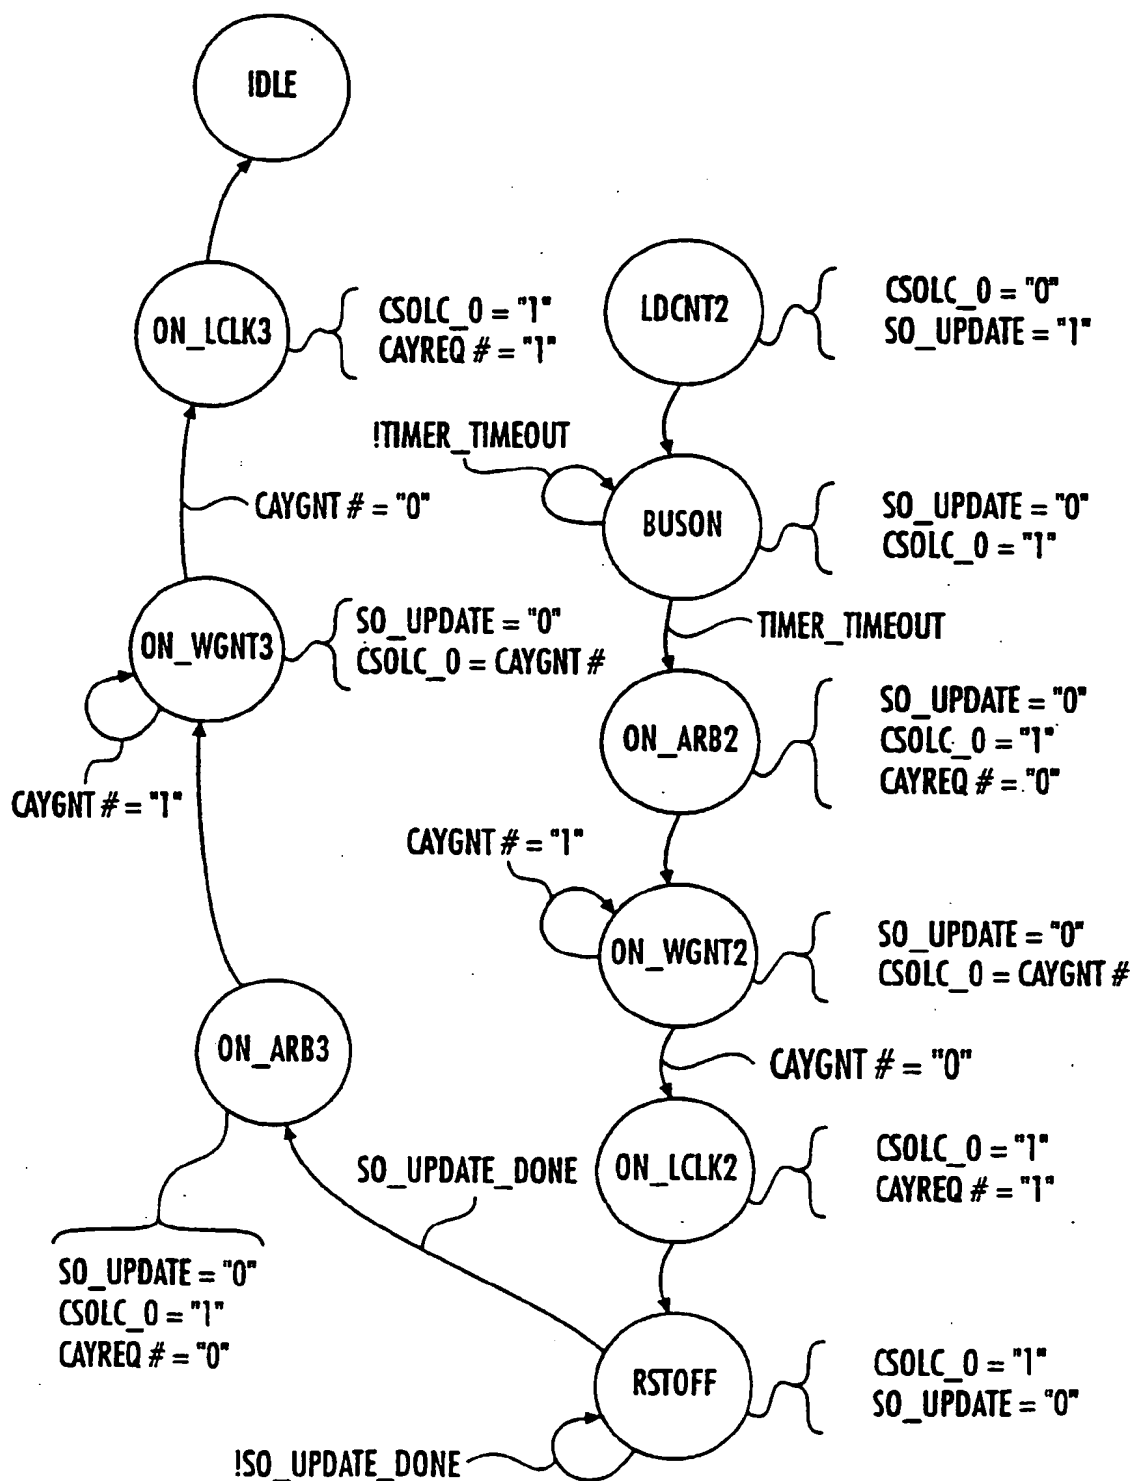 IDLE
ON_LCLK3
CSOLC_0 = "1"
CAYREQ # = "1"
LDCNT2
CSOLC_0 = "0"
SO_UPDATE = "1"
!TIMER_TIMEOUT
CAYGNT # = "0"
BUSON
SO_UPDATE = "0"
CSOLC_0 = "1"
ON_WGNT3
SO_UPDATE = "0"
CSOLC_0 = CAYGNT #
TIMER_TIMEOUT
ON_ARB2
SO_UPDATE = "0"
CSOLC_0 = "1"
CAYREQ # = "0"
CAYGNT # = "1"
CAYGNT # = "1"
ON_WGNT2
SO_UPDATE = "0"
CSOLC_0 = CAYGNT #
ON_ARB3
CAYGNT # = "0"
SO_UPDATE_DONE
ON_LCLK2
CSOLC_0 = "1"
CAYREQ # = "1"
SO_UPDATE = "0"
CSOLC_0 = "1"
CAYREQ # = "0"
RSTOFF
CSOLC_0 = "1"
SO_UPDATE = "0"
!SO_UPDATE_DONE